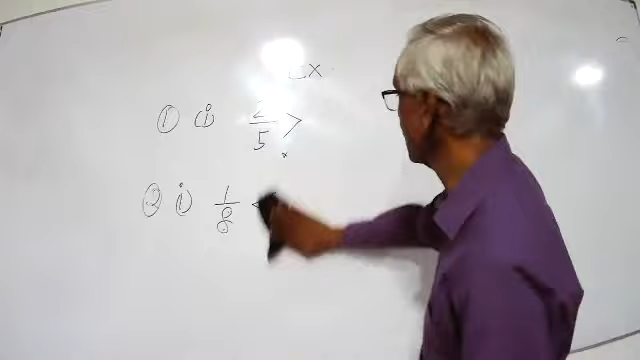 Ex
① (i) 2/5 >
② (i) 1/8 <